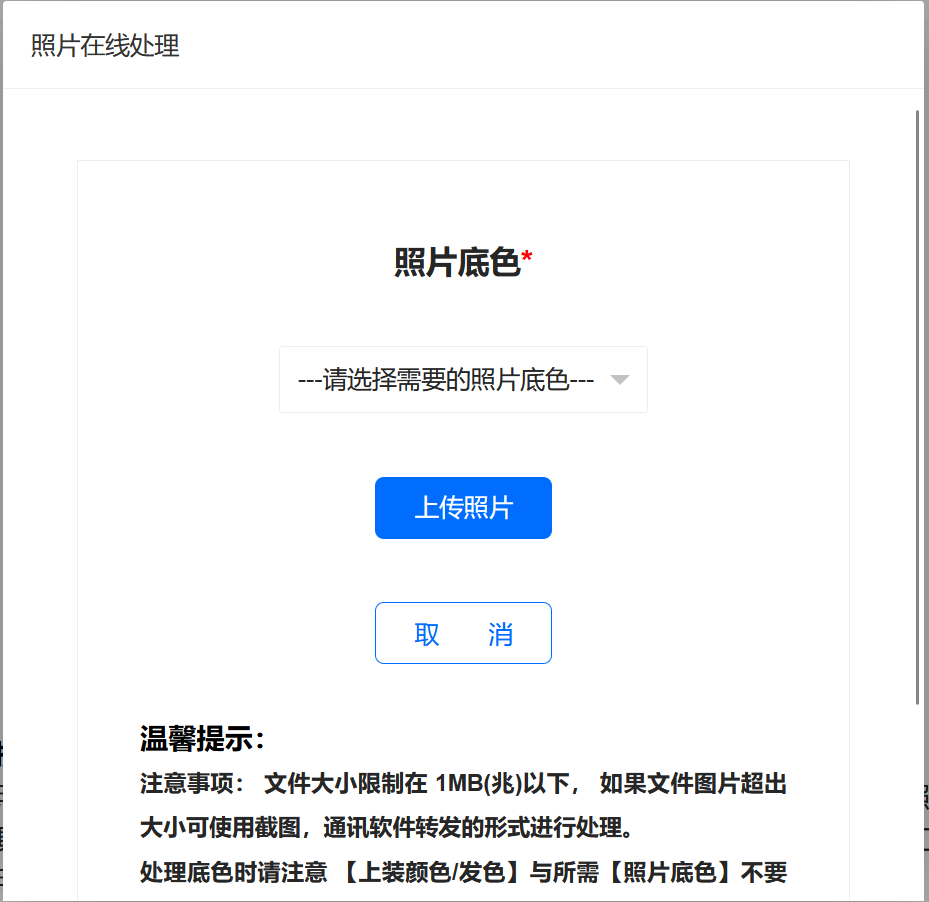 照片在线处理
照片底色*
---请选择需要的照片底色---
上传照片
取 消
温馨提示：
注意事项： 文件大小限制在 1MB(兆)以下， 如果文件图片超出
大小可使用截图，通讯软件转发的形式进行处理。
处理底色时请注意 【上装颜色/发色】与所需【照片底色】不要